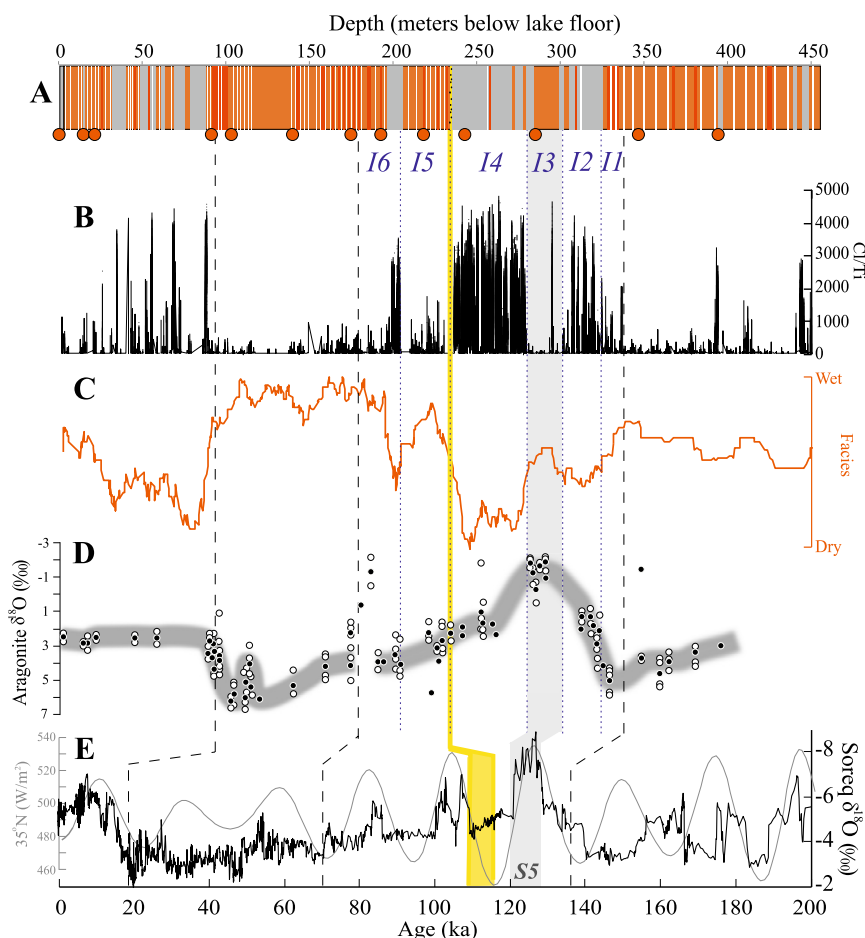 Depth (meters below lake floor)
0 50 100 150 200 250 300 350 400 450
A
I6 I5 I4 I3 I2 I1
B
5000
4000
3000
2000
1000
0
Cl/Ti
C
Wet
Facies
Dry
D
-3
-1
1
3
5
7
Aragonite δ18O (‰)
E
540
520
500
480
460
35°N (W/m²)
S5
-8
-6
-4
-2
Soreq δ18O (‰)
0 20 40 60 80 100 120 140 160 180 200
Age (ka)